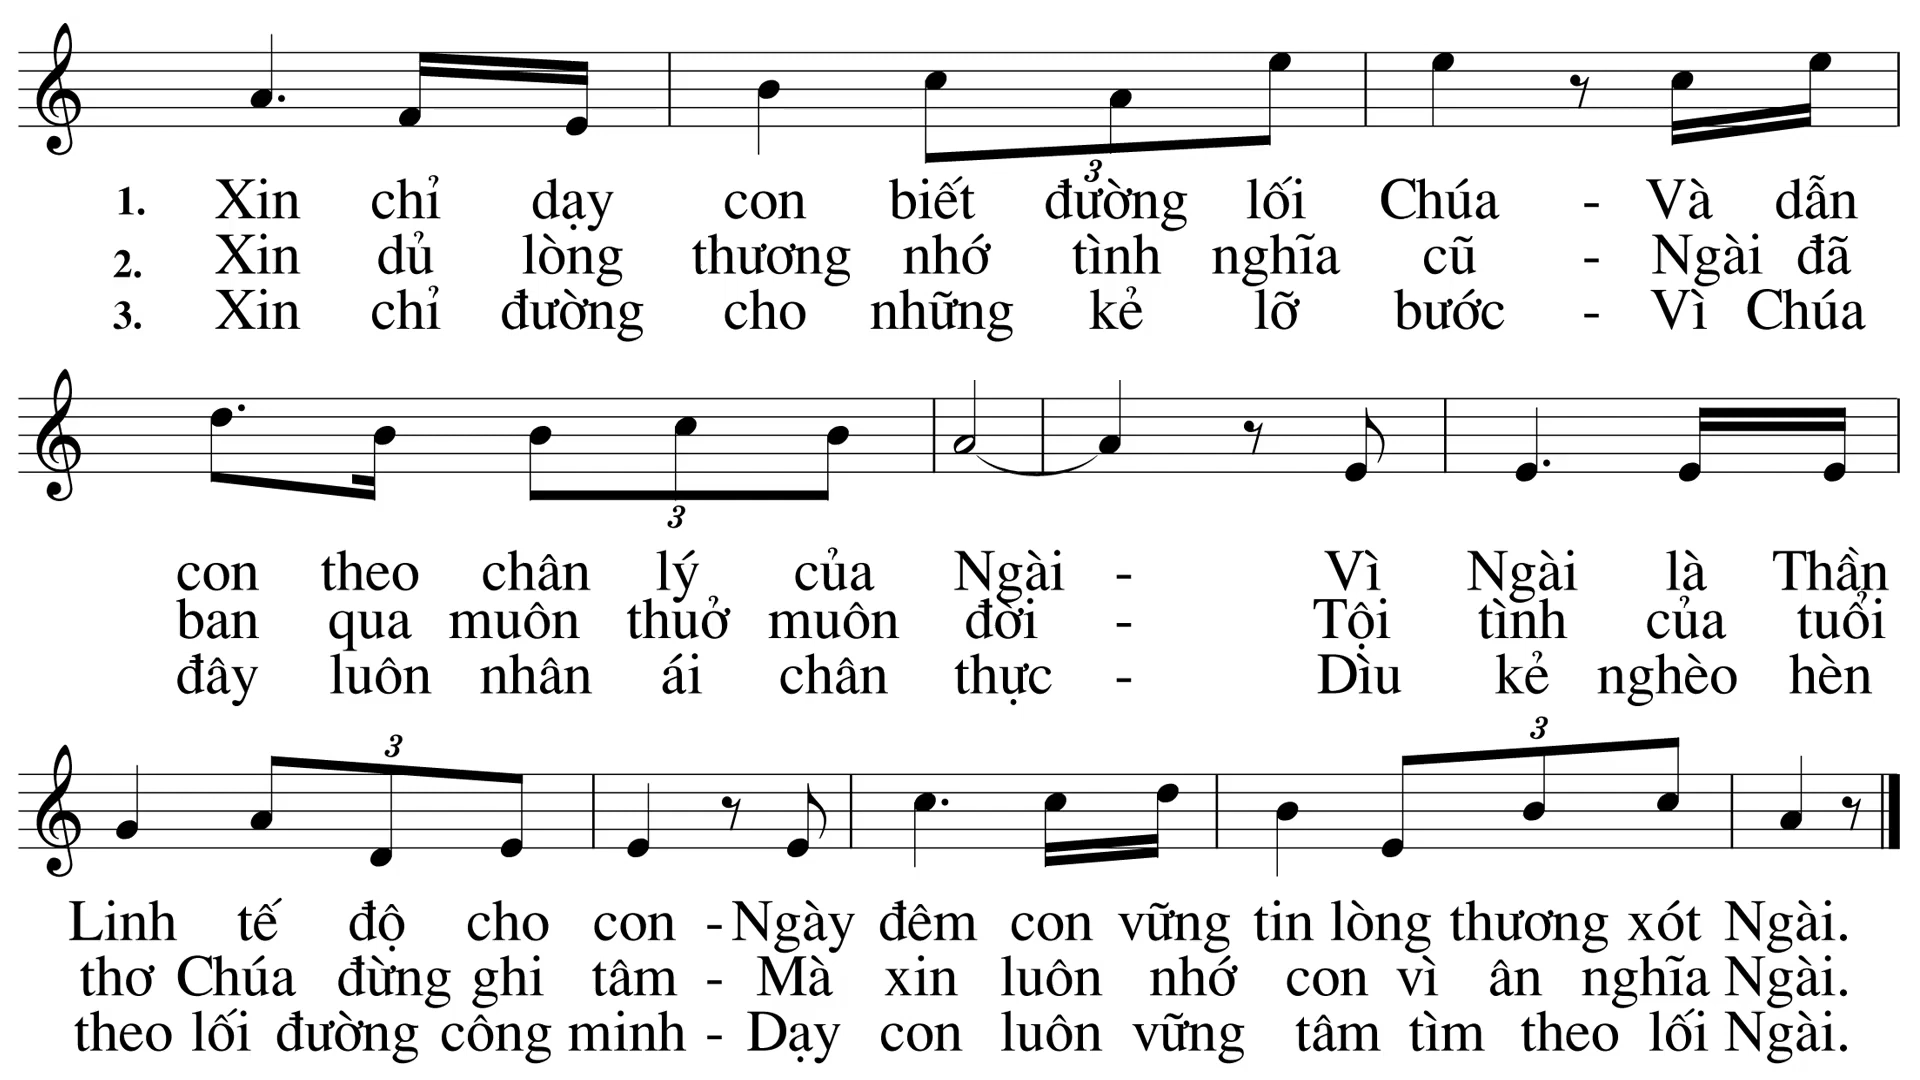 3
1. Xin chỉ dạy con biết đường lối Chúa - Và dẫn
2. Xin dủ lòng thương nhớ tình nghĩa cũ - Ngài đã
3. Xin chỉ đường cho những kẻ lỡ bước - Vì Chúa
3
con theo chân lý của Ngài - Vì Ngài là Thần
ban qua muôn thuở muôn đời - Tội tình của tuổi
đây luôn nhân ái chân thực - Dìu kẻ nghèo hèn
3 3
Linh tế độ cho con - Ngày đêm con vững tin lòng thương xót Ngài.
thơ Chúa đừng ghi tâm - Mà xin luôn nhớ con vì ân nghĩa Ngài.
theo lối đường công minh - Dạy con luôn vững tâm tìm theo lối Ngài.